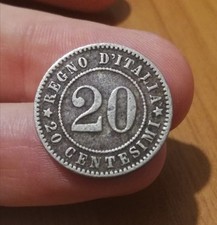 REGNO D'ITALIA
20
★ 20 CENTESIMI ★